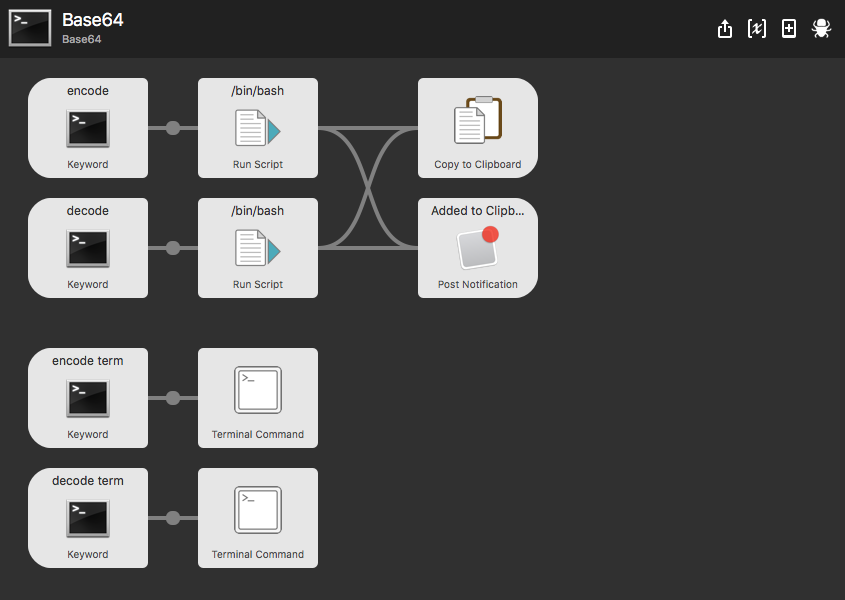 Base64
Base64
encode
/bin/bash
Keyword
Run Script
Copy to Clipboard
decode
/bin/bash
Added to Clipb...
Keyword
Run Script
Post Notification
encode term
Keyword
Terminal Command
decode term
Keyword
Terminal Command